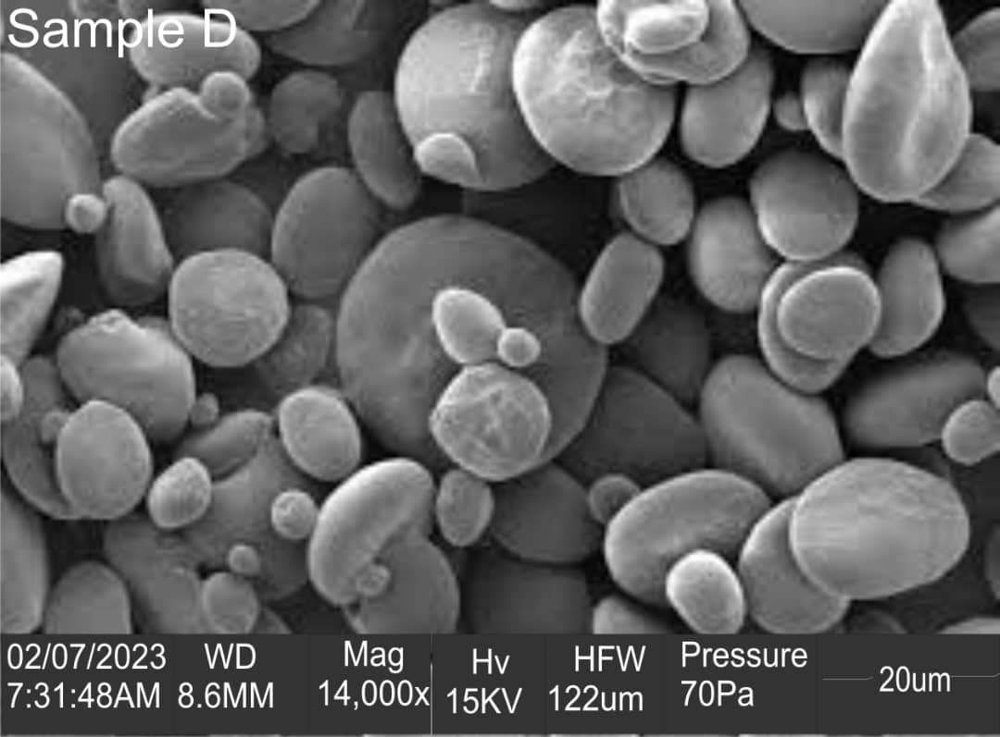 Sample D
02/07/2023 WD Mag Hv HFW Pressure
7:31:48AM 8.6MM 14,000x 15KV 122um 70Pa 20um